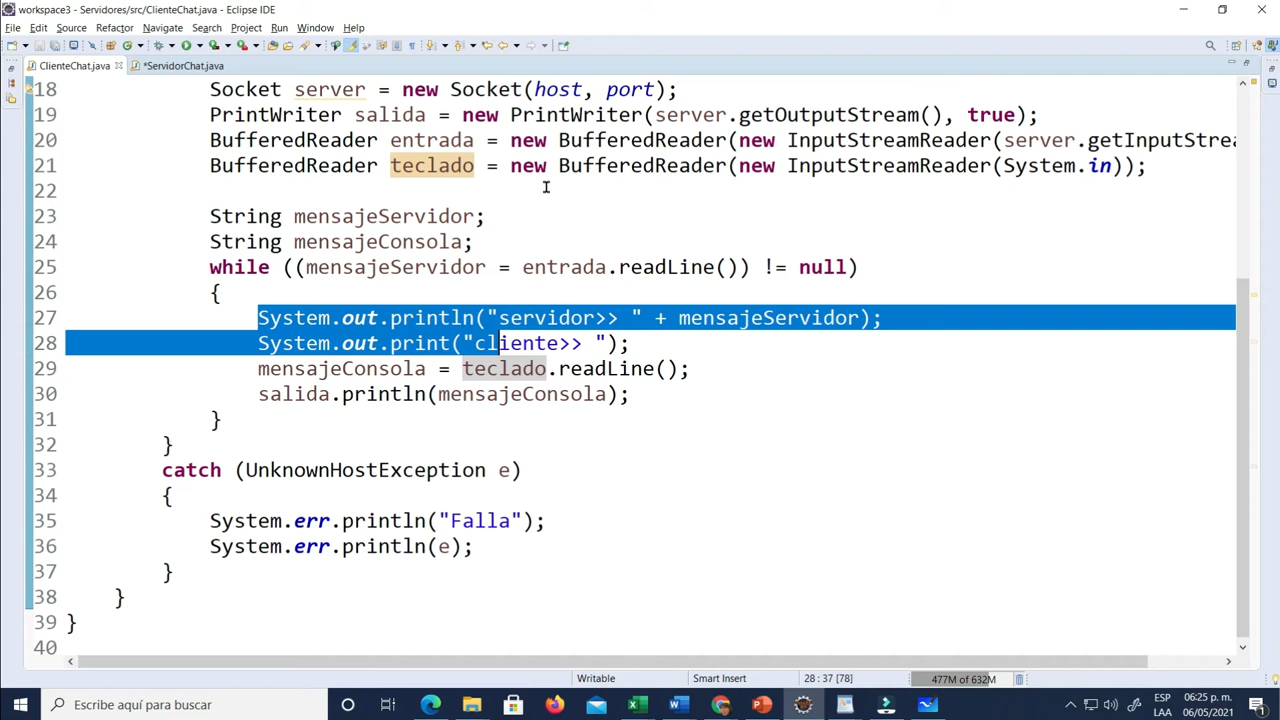 workspace3 - Servidores/src/ClienteChat.java - Eclipse IDE
File Edit Source Refactor Navigate Search Project Run Window Help
ClienteChat.java *ServidorChat.java
18 Socket server = new Socket(host, port);
19 PrintWriter salida = new PrintWriter(server.getOutputStream(), true);
20 BufferedReader entrada = new BufferedReader(new InputStreamReader(server.getInputStrea
21 BufferedReader teclado = new BufferedReader(new InputStreamReader(System.in));
22
23 String mensajeServidor;
24 String mensajeConsola;
25 while ((mensajeServidor = entrada.readLine()) != null)
26 {
27 System.out.println("servidor>> " + mensajeServidor);
28 System.out.print("cliente>> ");
29 mensajeConsola = teclado.readLine();
30 salida.println(mensajeConsola);
31 }
32 }
33 catch (UnknownHostException e)
34 {
35 System.err.println("Falla");
36 System.err.println(e);
37 }
38 }
39 }
40
Writable Smart Insert 28 : 37 [78] 477M of 632M
Escribe aquí para buscar
ESP 06:25 p. m.
LAA 06/05/2021